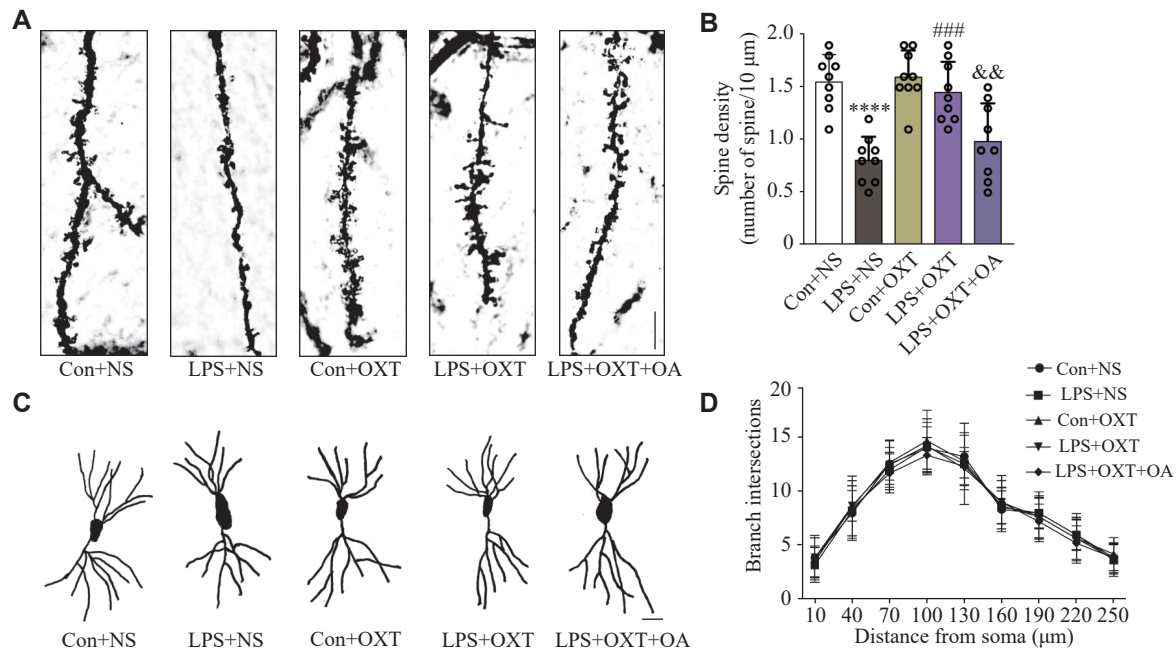 A
Con+NS
LPS+NS
Con+OXT
LPS+OXT
LPS+OXT+OA
B
Spine density
(number of spine/10 μm)
2.0
1.5
1.0
0.5
0
****
###
&&
Con+NS
LPS+NS
Con+OXT
LPS+OXT
LPS+OXT+OA
C
Con+NS
LPS+NS
Con+OXT
LPS+OXT
LPS+OXT+OA
D
Branch intersections
20
15
10
5
0
Con+NS
LPS+NS
Con+OXT
LPS+OXT
LPS+OXT+OA
10 40 70 100 130 160 190 220 250
Distance from soma (μm)